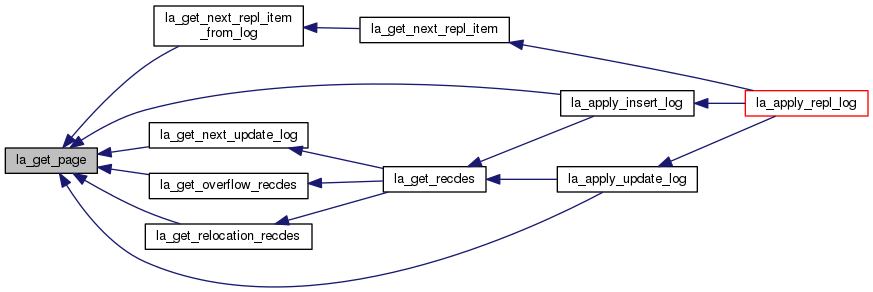 la_get_next_repl_item
_from_log
la_get_next_repl_item
la_apply_insert_log
la_apply_repl_log
la_get_next_update_log
la_get_page
la_get_overflow_recdes
la_get_recdes
la_apply_update_log
la_get_relocation_recdes